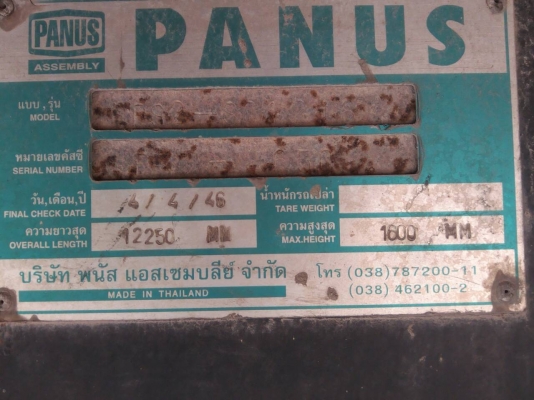 PANUS PANUS
ASSEMBLY
แบบ, รุ่น
MODEL
หมายเลขคัสซี
SERIAL NUMBER
วัน,เดือน,ปี 4/4/46 น้ำหนักรถเปล่า
FINAL CHECK DATE TARE WEIGHT
ความยาวสุด 12250 MM ความสูงสุด 1600 MM
OVERALL LENGTH MAX.HEIGHT
บริษัท พนัส แอสเซมบลีย์ จำกัด โทร (038)787200-11
MADE IN THAILAND (038) 462100-2